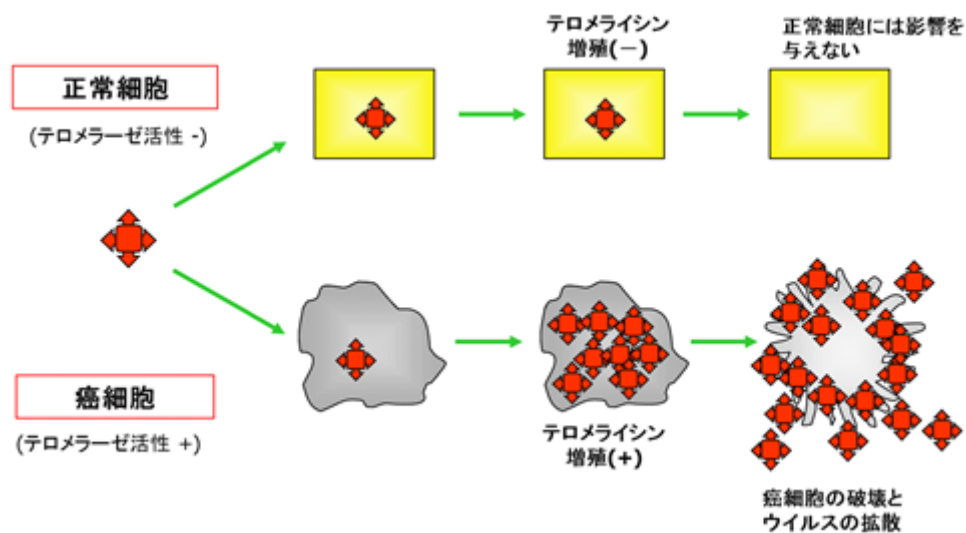 正常細胞
(テロメラーゼ活性 -)
テロメライシン
増殖(－)
正常細胞には影響を
与えない
癌細胞
(テロメラーゼ活性 +)
テロメライシン
増殖(+)
癌細胞の破壊と
ウイルスの拡散